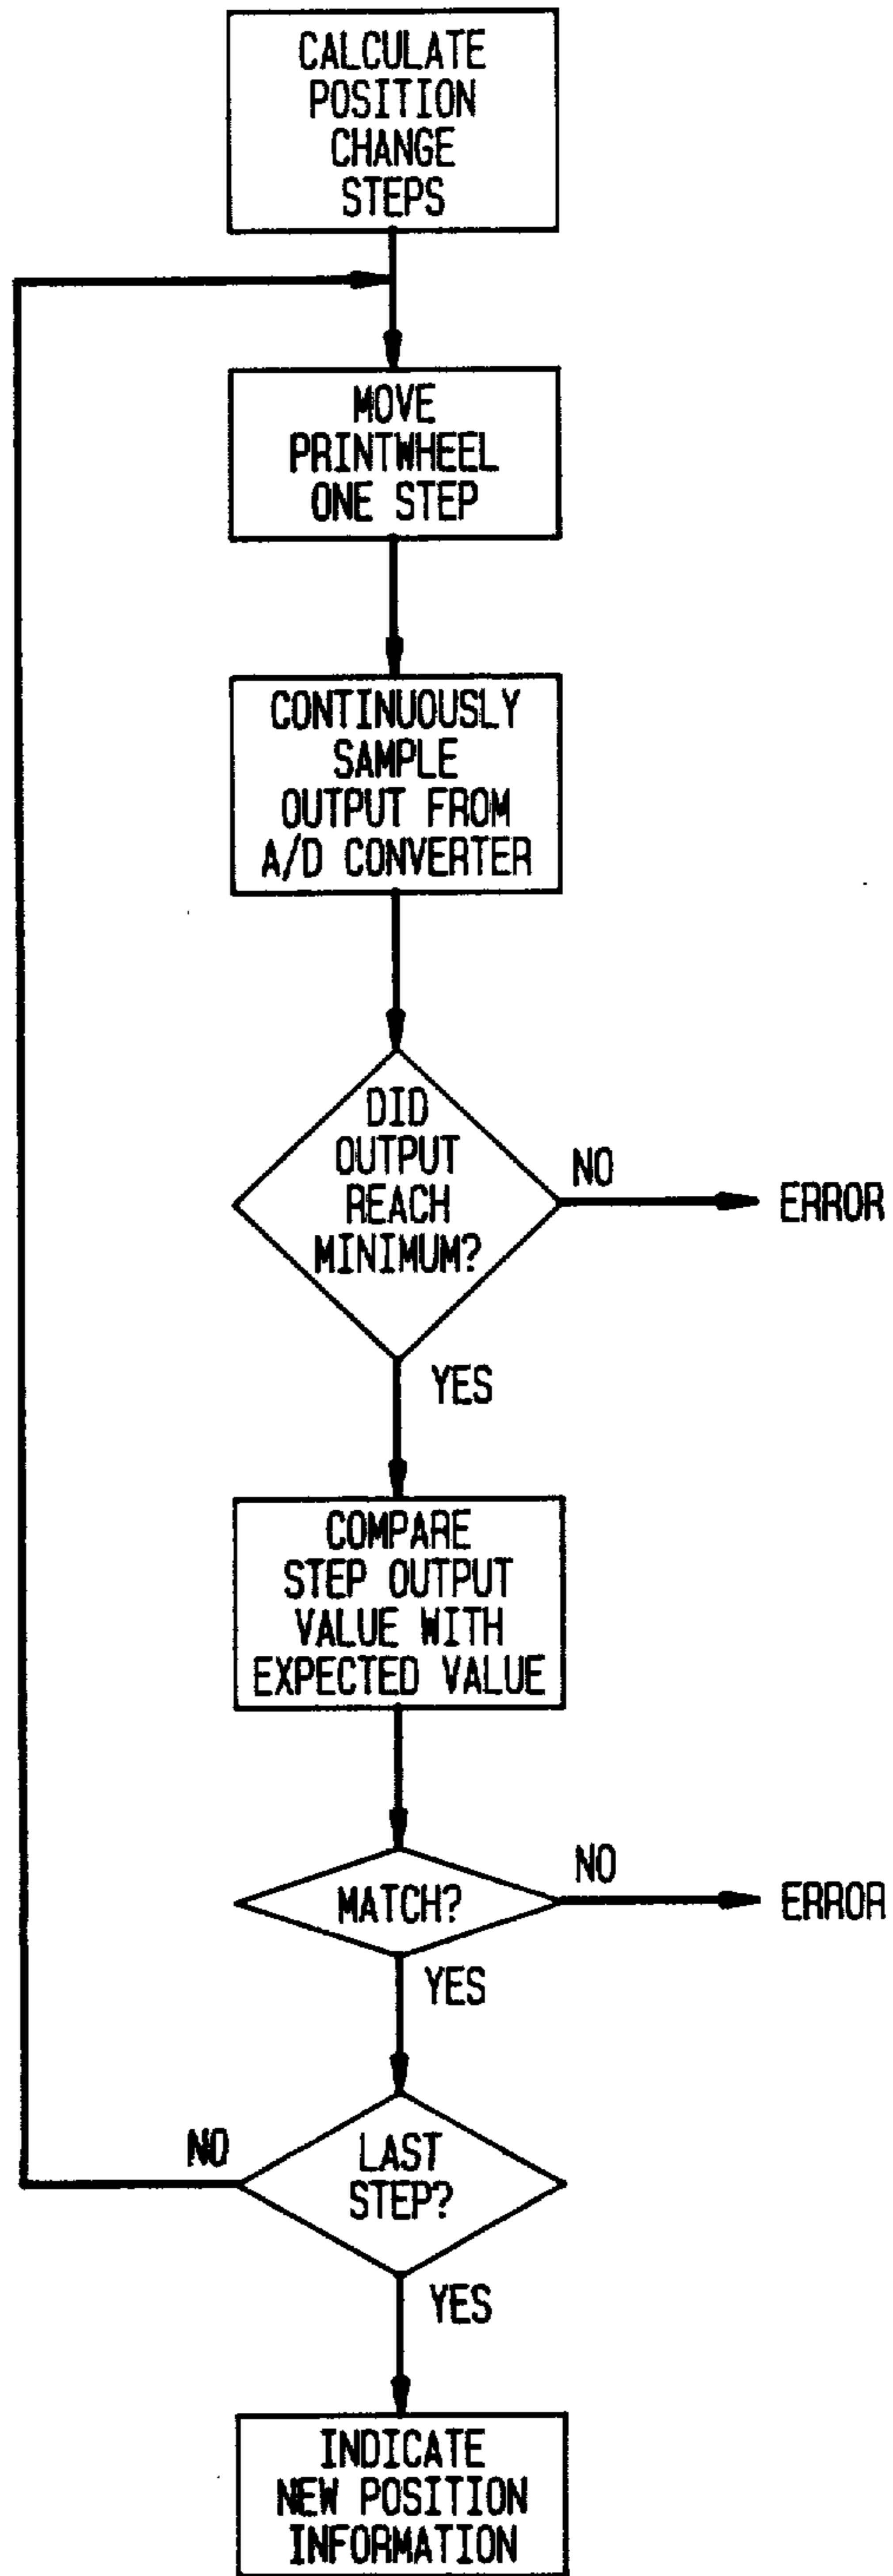 CALCULATE
POSITION
CHANGE
STEPS
MOVE
PRINTWHEEL
ONE STEP
CONTINUOUSLY
SAMPLE
OUTPUT FROM
A/D CONVERTER
DID
OUTPUT
REACH
MINIMUM?
NO
ERROR
YES
COMPARE
STEP OUTPUT
VALUE WITH
EXPECTED VALUE
MATCH?
NO
ERROR
YES
LAST
STEP?
NO
YES
INDICATE
NEW POSITION
INFORMATION